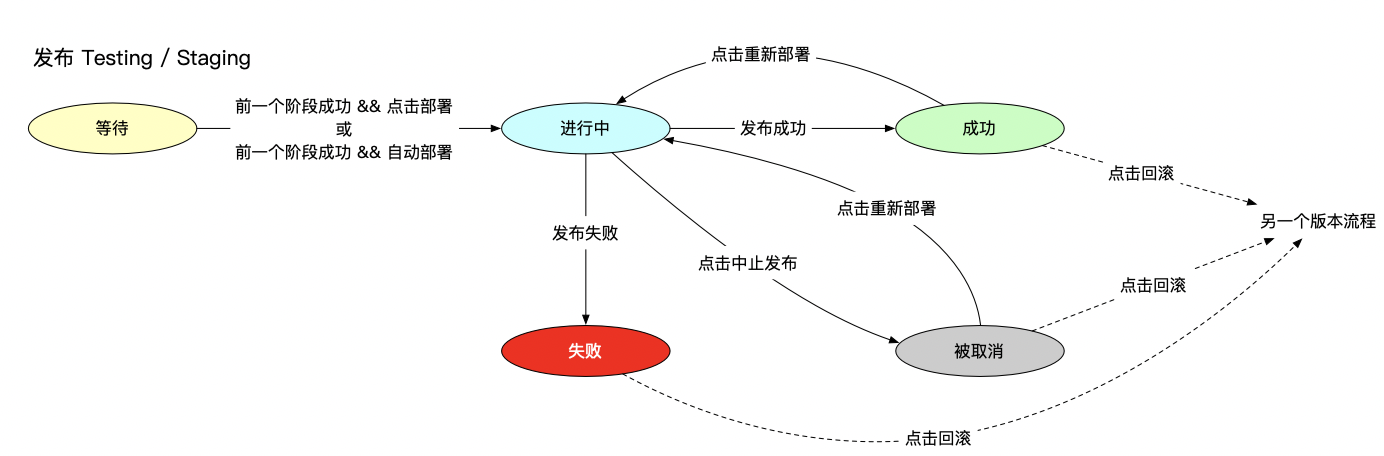 发布 Testing / Staging
点击重新部署
等待
前一个阶段成功 && 点击部署
或
前一个阶段成功 && 自动部署
进行中
发布成功
成功
点击回滚
点击重新部署
另一个版本流程
发布失败
点击中止发布
点击回滚
失败
被取消
点击回滚